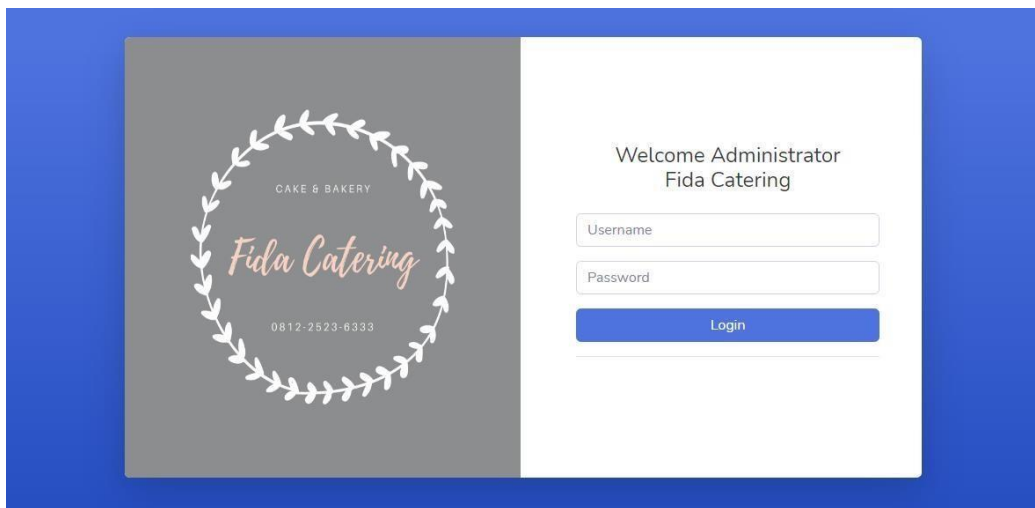 CAKE & BAKERY
Fida Catering
0812-2523-6333
Welcome Administrator
Fida Catering
Username
Password
Login